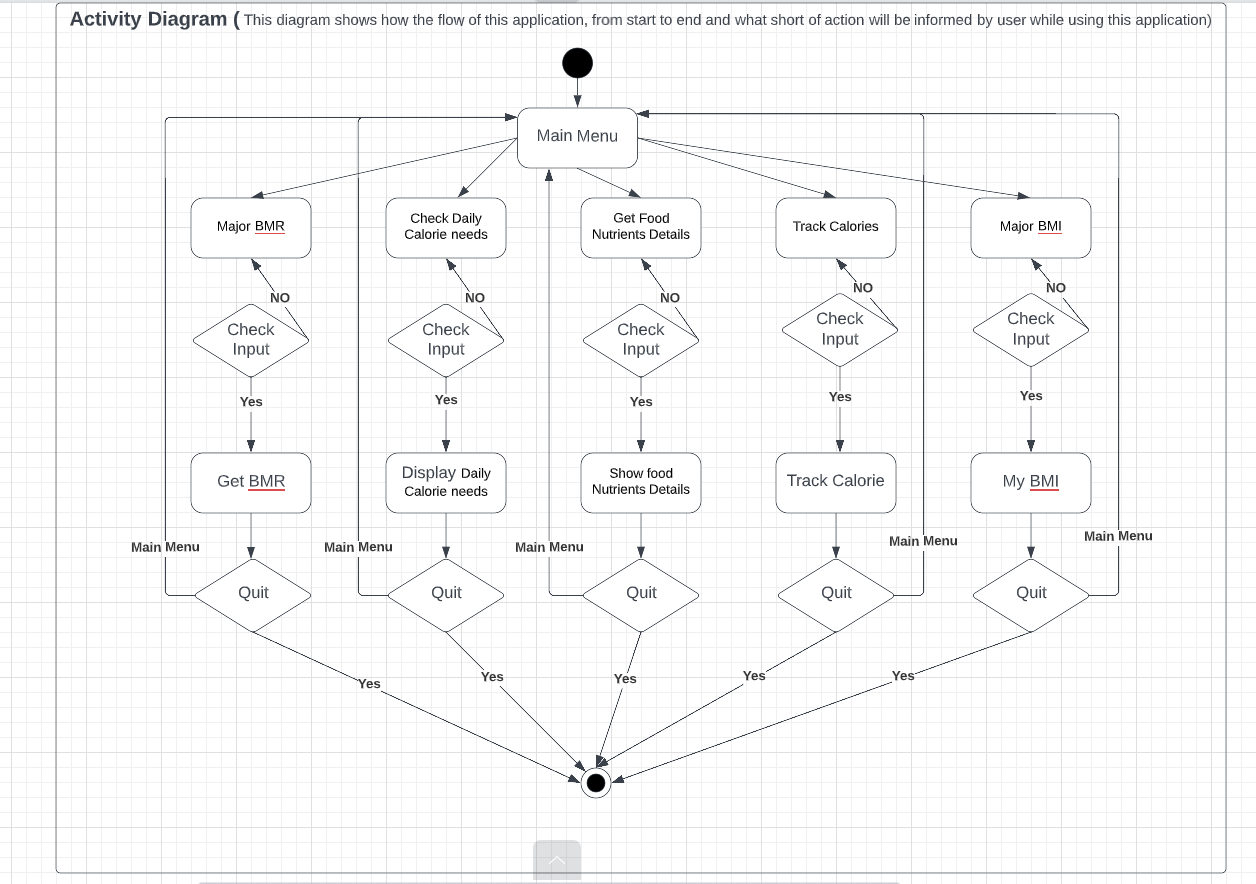 Activity Diagram ( This diagram shows how the flow of this application, from start to end and what short of action will be informed by user while using this application)
Main Menu
Major BMR
Check Daily
Calorie needs
Get Food
Nutrients Details
Track Calories
Major BMI
NO
NO
NO
NO
NO
Check
Input
Check
Input
Check
Input
Check
Input
Check
Input
Yes
Yes
Yes
Yes
Yes
Get BMR
Display Daily
Calorie needs
Show food
Nutrients Details
Track Calorie
My BMI
Main Menu
Main Menu
Main Menu
Main Menu
Main Menu
Quit
Quit
Quit
Quit
Quit
Yes
Yes
Yes
Yes
Yes